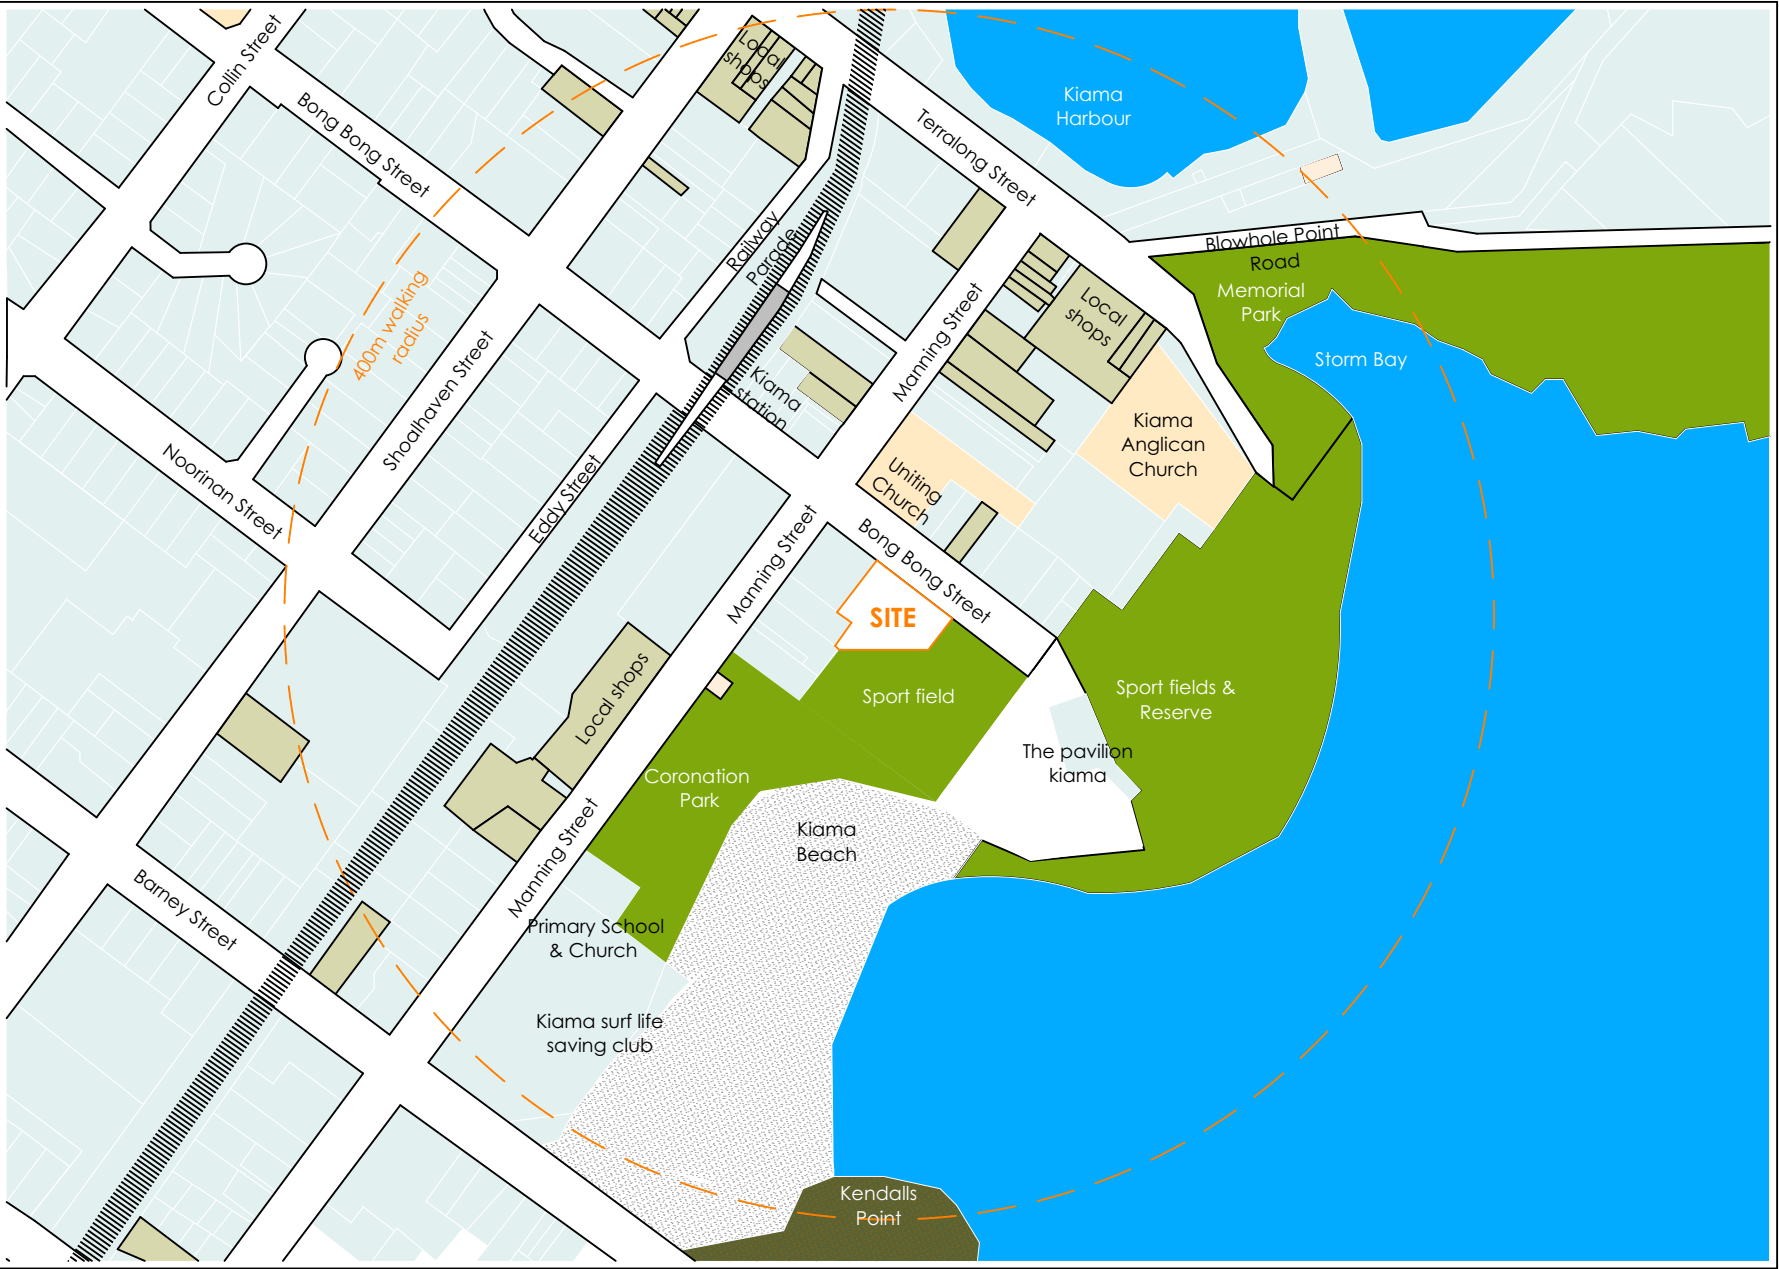 Collin Street
Local
shops
Kiama
Harbour
Bong Bong Street
Terralong Street
Railway
Parade
Blowhole Point
Road
Memorial
Park
400m walking
radius
Local
shops
Manning Street
Storm Bay
Shoalhaven Street
Kiama
station
Kiama
Anglican
Church
Noorinan Street
Eddy Street
Uniting
Church
Manning Street
Bong Bong Street
SITE
Local shops
Sport field
Sport fields &
Reserve
The pavilion
kiama
Coronation
Park
Kiama
Beach
Manning Street
Barney Street
Primary School
& Church
Kiama surf life
saving club
Kendalls
Point